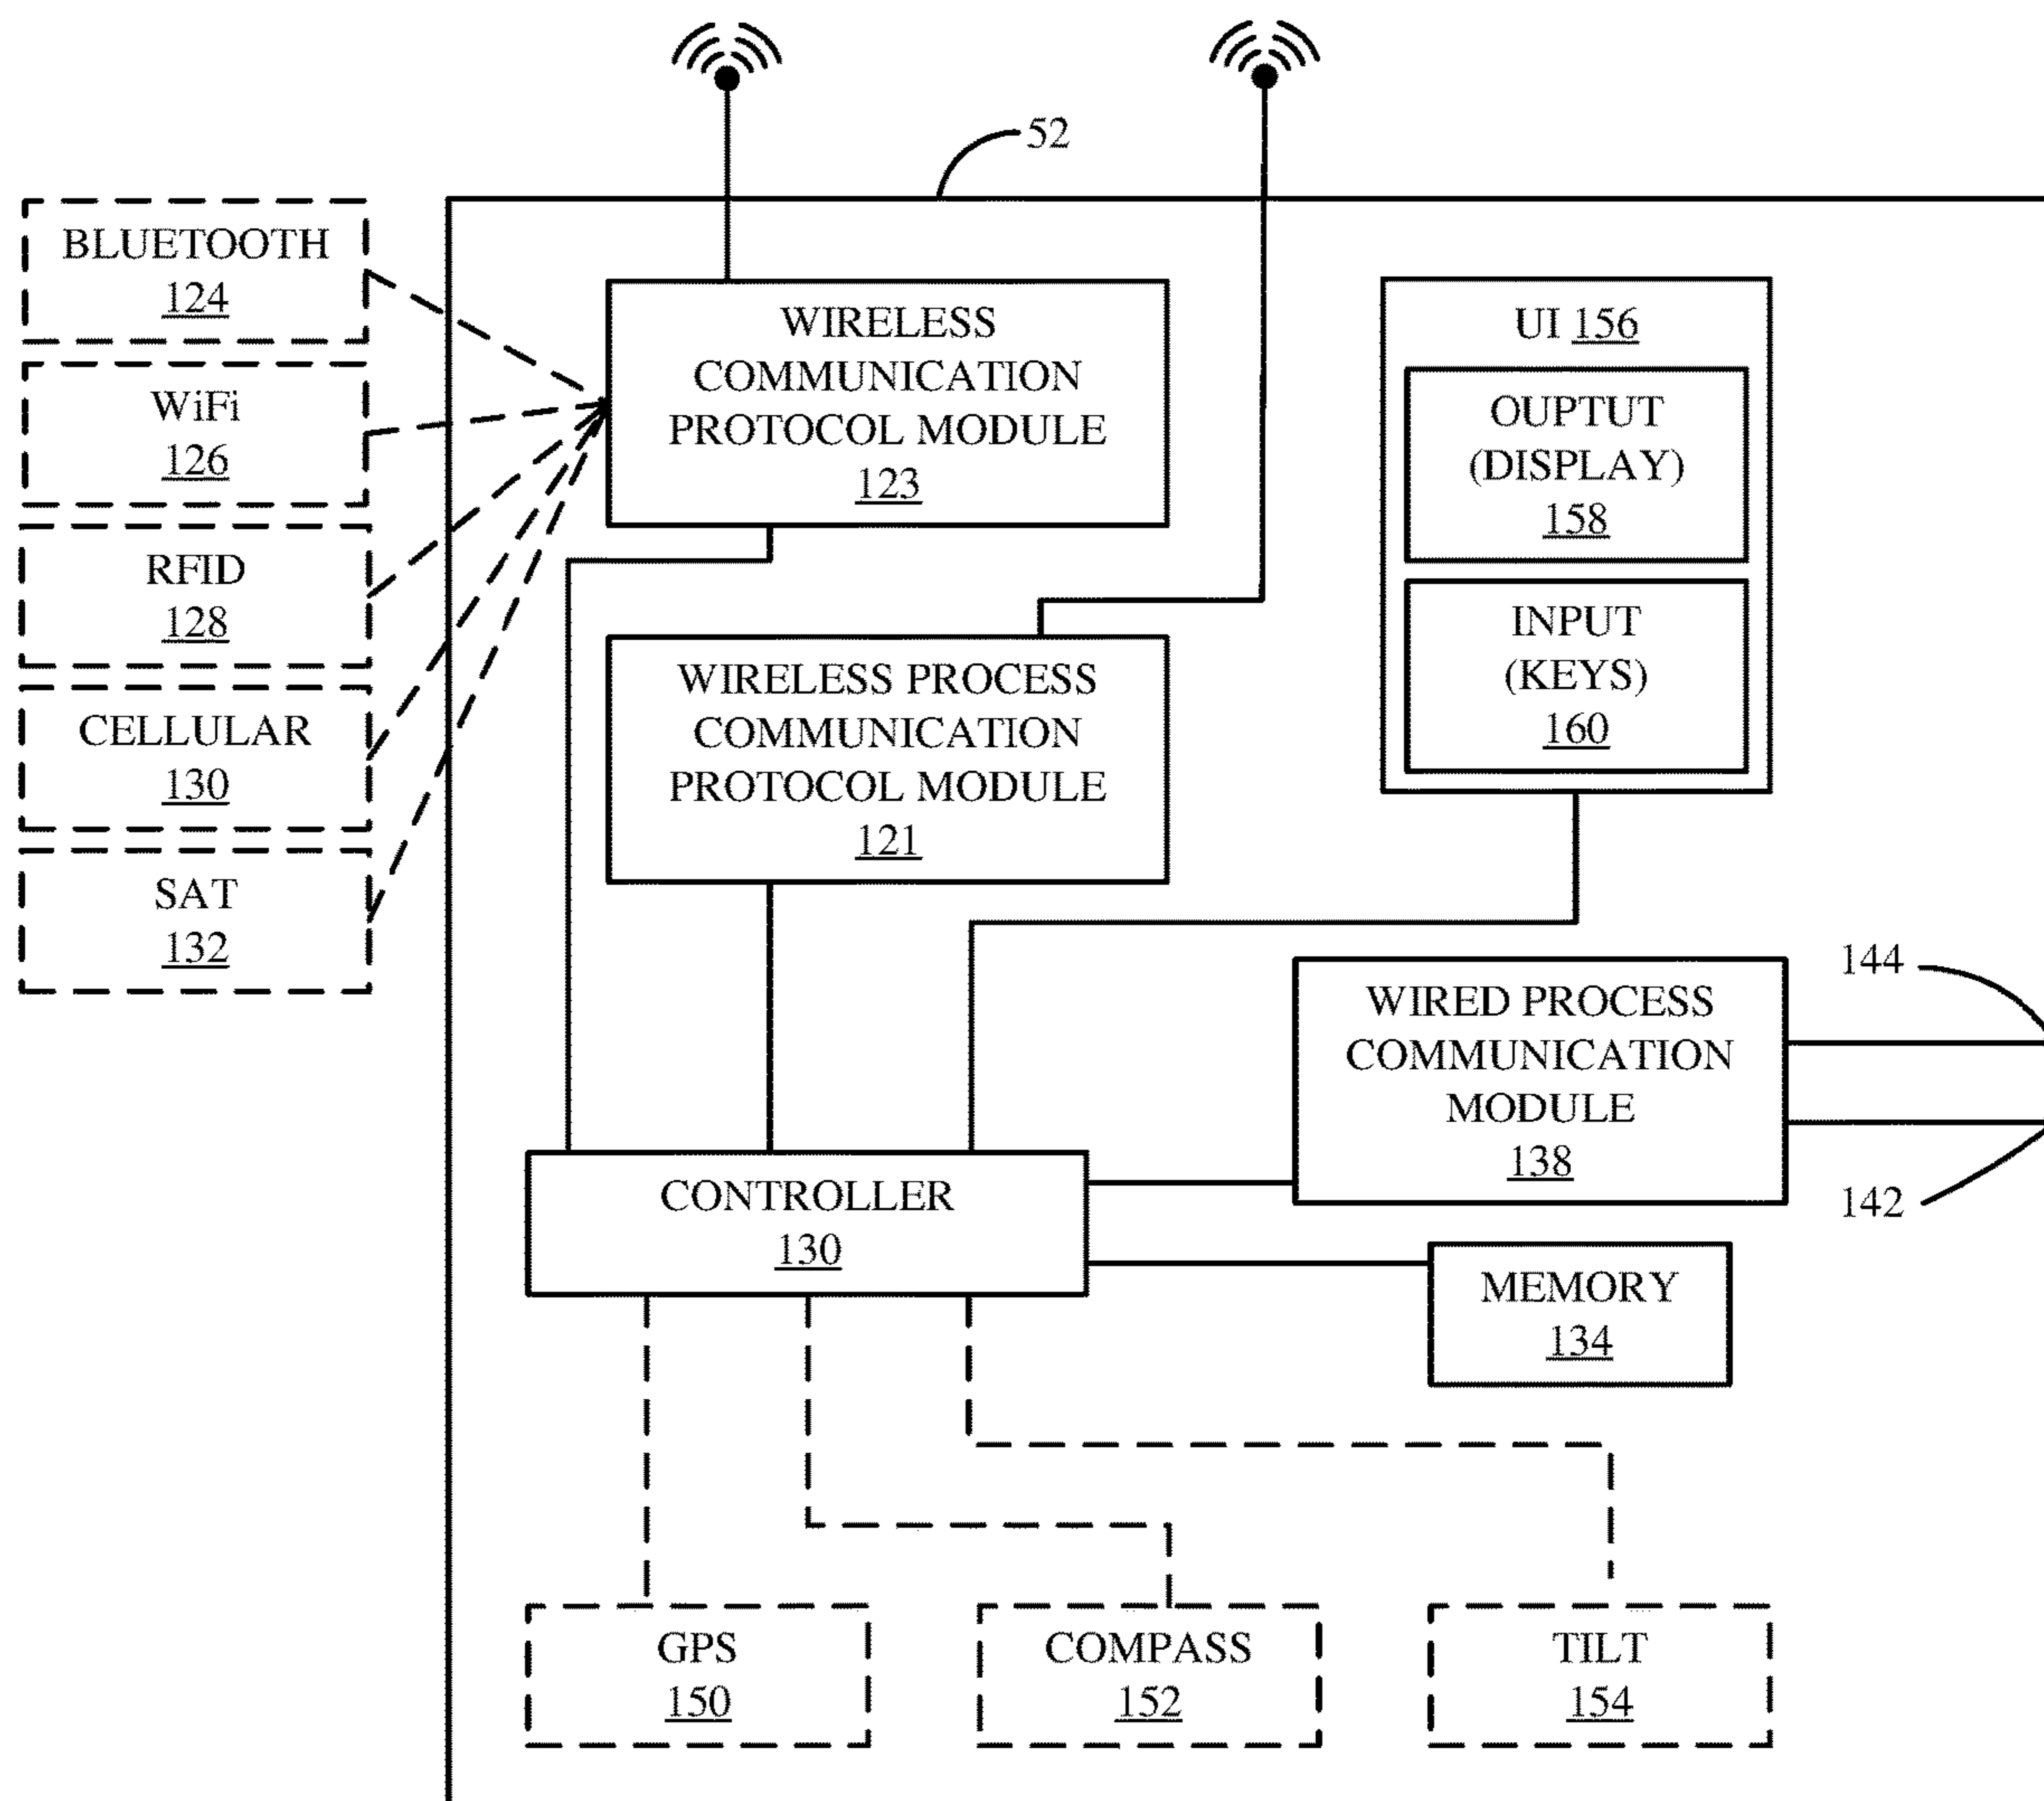 52
BLUETOOTH
124
WiFi
126
RFID
128
CELLULAR
130
SAT
132
WIRELESS
COMMUNICATION
PROTOCOL MODULE
123
UI 156
OUPTUT
(DISPLAY)
158
INPUT
(KEYS)
160
WIRELESS PROCESS
COMMUNICATION
PROTOCOL MODULE
121
WIRED PROCESS
COMMUNICATION
MODULE
138
144
142
CONTROLLER
130
MEMORY
134
GPS
150
COMPASS
152
TILT
154